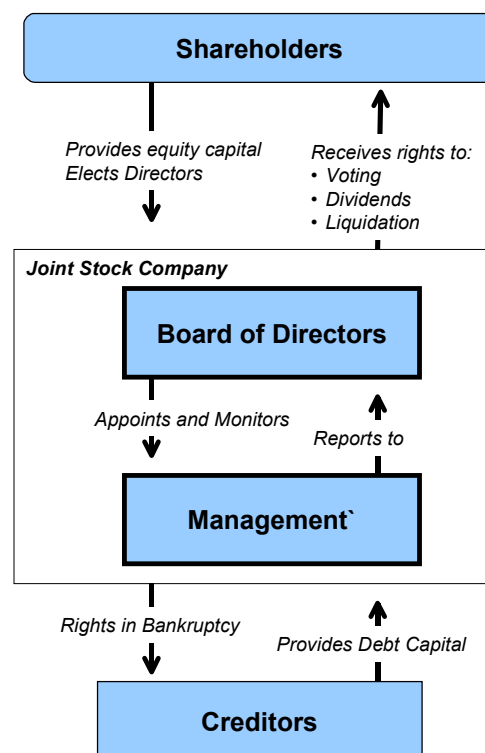 Shareholders
Provides equity capital
Elects Directors
Receives rights to:
• Voting
• Dividends
• Liquidation
Joint Stock Company
Board of Directors
Appoints and Monitors
Reports to
Management`
Rights in Bankruptcy
Provides Debt Capital
Creditors